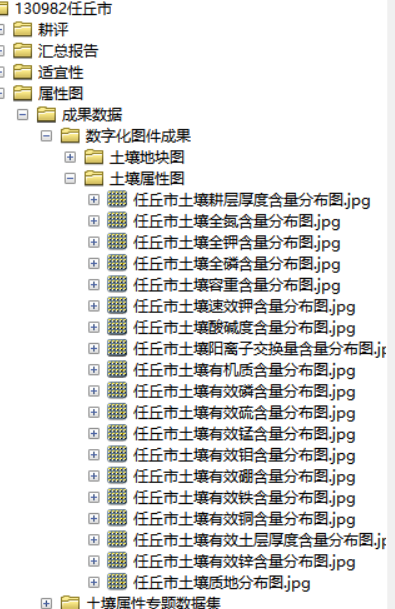 130982任丘市
耕评
汇总报告
适宜性
属性图
成果数据
数字化图件成果
土壤地块图
土壤属性图
任丘市土壤耕层厚度含量分布图.jpg
任丘市土壤全氮含量分布图.jpg
任丘市土壤全钾含量分布图.jpg
任丘市土壤全磷含量分布图.jpg
任丘市土壤容重含量分布图.jpg
任丘市土壤速效钾含量分布图.jpg
任丘市土壤酸碱度含量分布图.jpg
任丘市土壤阳离子交换量含量分布图.jp
任丘市土壤有机质含量分布图.jpg
任丘市土壤有效磷含量分布图.jpg
任丘市土壤有效硫含量分布图.jpg
任丘市土壤有效锰含量分布图.jpg
任丘市土壤有效钼含量分布图.jpg
任丘市土壤有效硼含量分布图.jpg
任丘市土壤有效铁含量分布图.jpg
任丘市土壤有效铜含量分布图.jpg
任丘市土壤有效土层厚度含量分布图.jp
任丘市土壤有效锌含量分布图.jpg
任丘市土壤质地分布图.jpg
土壤属性专题数据集